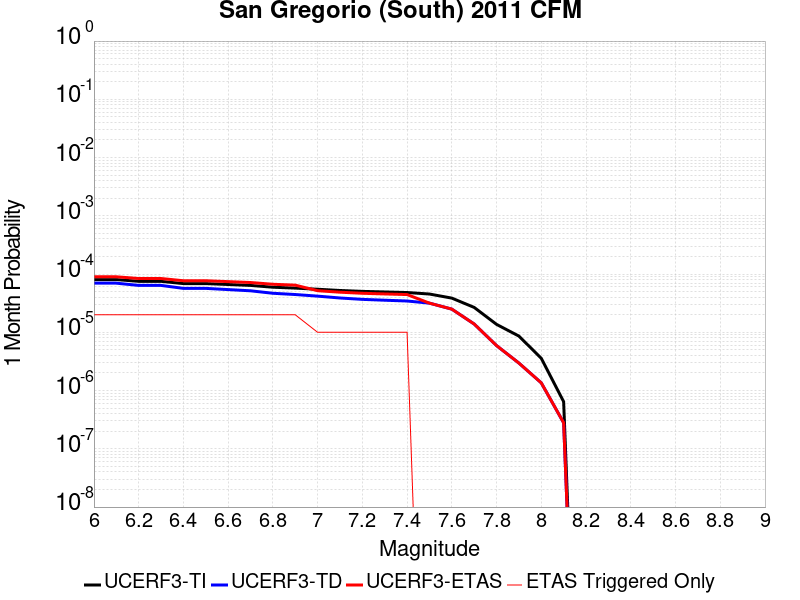 San Gregorio (South) 2011 CFM
10^0
10^-1
10^-2
10^-3
10^-4
10^-5
10^-6
10^-7
10^-8
1 Month Probability
6 6.2 6.4 6.6 6.8 7 7.2 7.4 7.6 7.8 8 8.2 8.4 8.6 8.8 9
Magnitude
UCERF3-TI UCERF3-TD UCERF3-ETAS ETAS Triggered Only